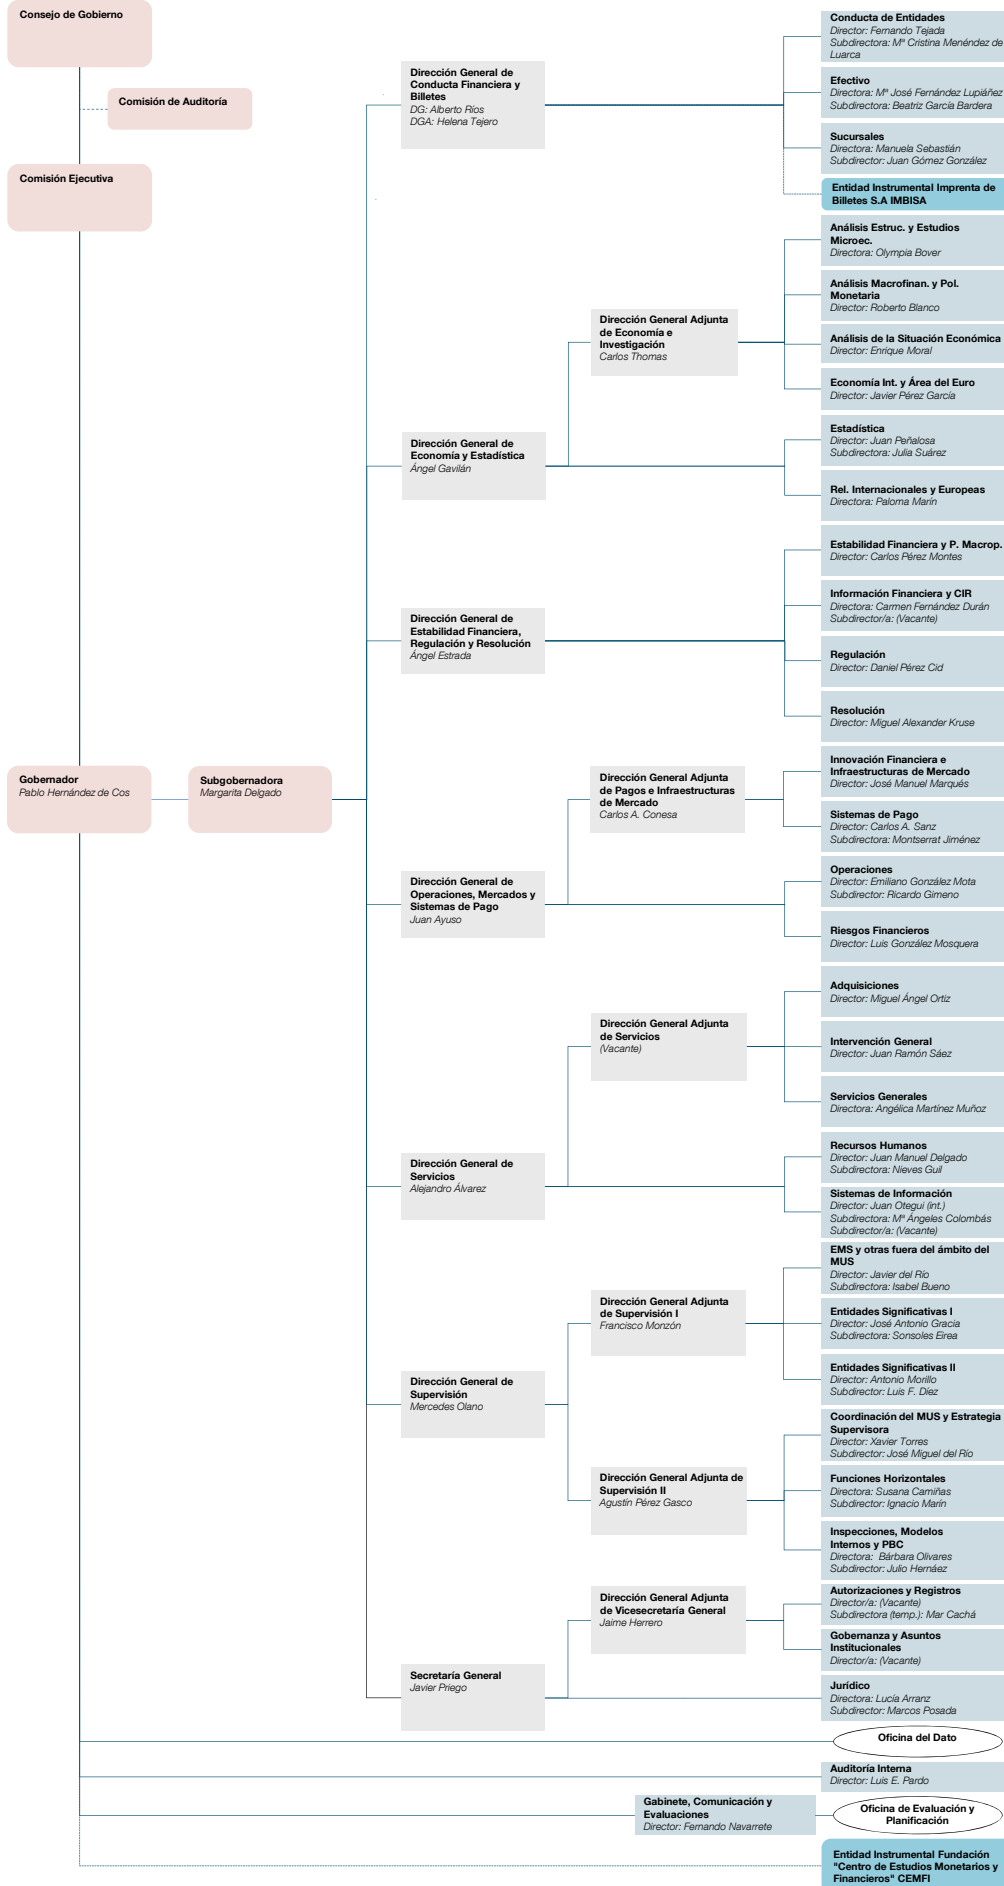 Consejo de Gobierno
Comisión de Auditoría
Comisión Ejecutiva
Gobernador
Pablo Hernández de Cos
Subgobernadora
Margarita Delgado
Dirección General de
Conducta Financiera y
Billetes
DG: Alberto Ríos
DGA: Helena Tejero
Conducta de Entidades
Director: Fernando Tejada
Subdirectora: Mª Cristina Menéndez de
Luarca
Efectivo
Directora: Mª José Fernández Lupiáñez
Subdirectora: Beatriz García Bardera
Sucursales
Directora: Manuela Sebastián
Subdirector: Juan Gómez González
Entidad Instrumental Imprenta de
Billetes S.A IMBISA
Dirección General de
Economía y Estadística
Ángel Gavilán
Dirección General Adjunta
de Economía e
Investigación
Carlos Thomas
Análisis Estruc. y Estudios
Microec.
Directora: Olympia Bover
Análisis Macrofinan. y Pol.
Monetaria
Director: Roberto Blanco
Análisis de la Situación Económica
Director: Enrique Moral
Economía Int. y Área del Euro
Director: Javier Pérez García
Estadística
Director: Juan Peñalosa
Subdirectora: Julia Suárez
Rel. Internacionales y Europeas
Directora: Paloma Marín
Dirección General de
Estabilidad Financiera,
Regulación y Resolución
Ángel Estrada
Estabilidad Financiera y P. Macrop.
Director: Carlos Pérez Montes
Información Financiera y CIR
Directora: Carmen Fernández Durán
Subdirector/a: (Vacante)
Regulación
Director: Daniel Pérez Cid
Resolución
Director: Miguel Alexander Kruse
Dirección General de
Operaciones, Mercados y
Sistemas de Pago
Juan Ayuso
Dirección General Adjunta
de Pagos e Infraestructuras
de Mercado
Carlos A. Conesa
Innovación Financiera e
Infraestructuras de Mercado
Director: José Manuel Marqués
Sistemas de Pago
Director: Carlos A. Sanz
Subdirectora: Montserrat Jiménez
Operaciones
Director: Emiliano González Mota
Subdirector: Ricardo Gimeno
Riesgos Financieros
Director: Luis González Mosquera
Dirección General de
Servicios
Alejandro Álvarez
Dirección General Adjunta
de Servicios
(Vacante)
Adquisiciones
Director: Miguel Ángel Ortiz
Intervención General
Director: Juan Ramón Sáez
Servicios Generales
Directora: Angélica Martínez Muñoz
Recursos Humanos
Director: Juan Manuel Delgado
Subdirectora: Nieves Guil
Sistemas de Información
Director: Juan Otegui (int.)
Subdirectora: Mª Ángeles Colombás
Subdirector/a: (Vacante)
Dirección General de
Supervisión
Mercedes Olano
Dirección General Adjunta
de Supervisión I
Francisco Monzón
EMS y otras fuera del ámbito del
MUS
Director: Javier del Río
Subdirectora: Isabel Bueno
Entidades Significativas I
Director: José Antonio Gracia
Subdirectora: Sonsoles Eirea
Entidades Significativas II
Director: Antonio Morillo
Subdirector: Luis F. Díez
Dirección General Adjunta de
Supervisión II
Agustín Pérez Gasco
Coordinación del MUS y Estrategia
Supervisora
Director: Xavier Torres
Subdirector: José Miguel del Río
Funciones Horizontales
Directora: Susana Camiñas
Subdirector: Ignacio Marín
Inspecciones, Modelos
Internos y PBC
Directora: Bárbara Olivares
Subdirector: Julio Hernáez
Secretaría General
Javier Priego
Dirección General Adjunta
de Vicesecretaría General
Jaime Herrero
Autorizaciones y Registros
Director/a: (Vacante)
Subdirectora (temp.): Mar Cachá
Gobernanza y Asuntos
Institucionales
Director/a: (Vacante)
Jurídico
Directora: Lucía Arranz
Subdirector: Marcos Posada
Oficina del Dato
Auditoría Interna
Director: Luis E. Pardo
Gabinete, Comunicación y
Evaluaciones
Director: Fernando Navarrete
Oficina de Evaluación y
Planificación
Entidad Instrumental Fundación
"Centro de Estudios Monetarios y
Financieros" CEMFI